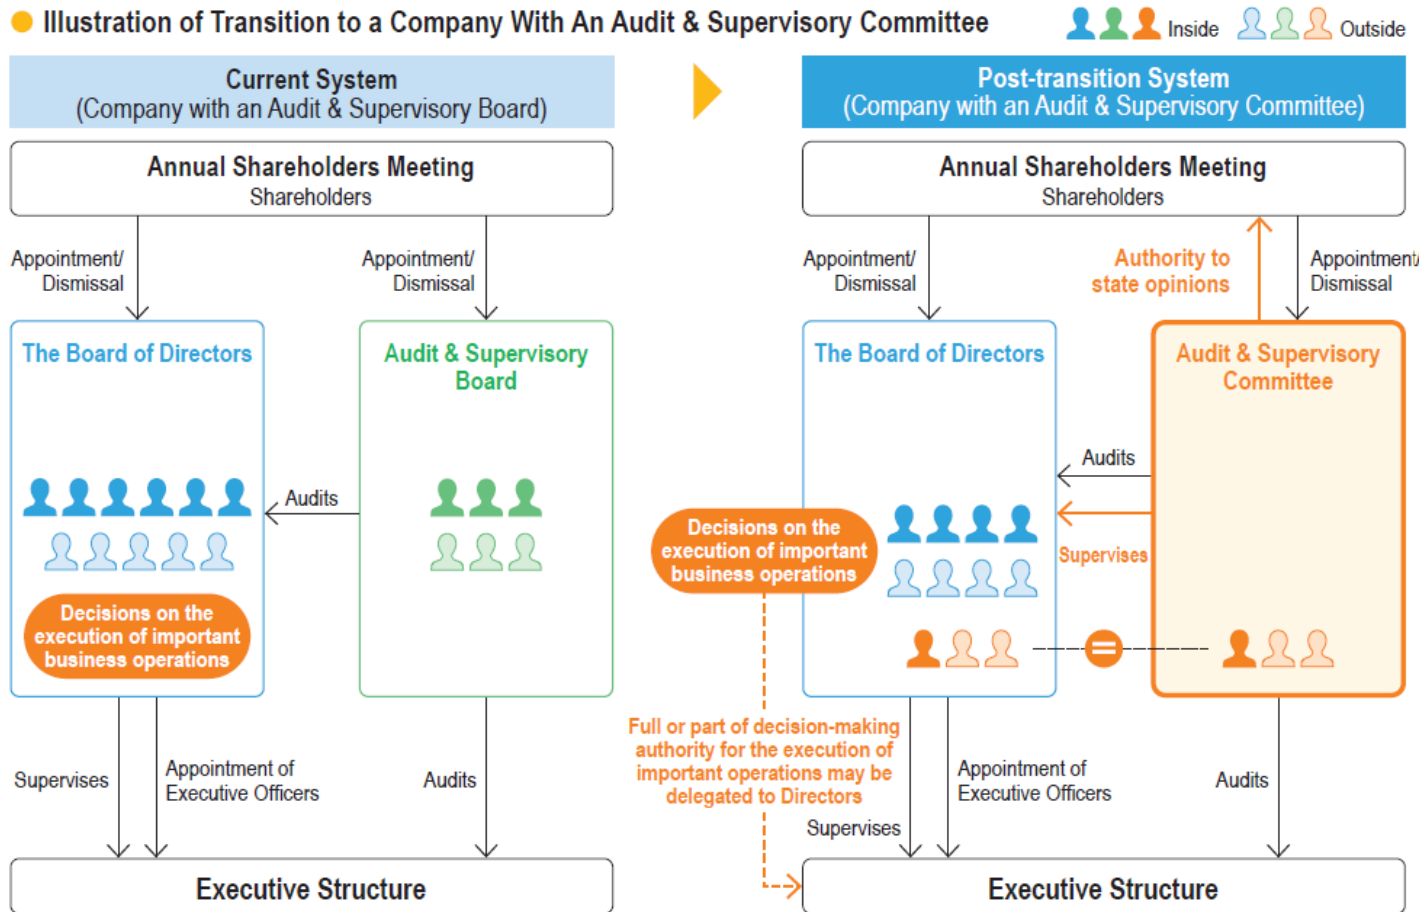 Illustration of Transition to a Company With An Audit & Supervisory Committee
Inside
Outside
Current System
(Company with an Audit & Supervisory Board)
Annual Shareholders Meeting
Shareholders
Appointment/
Dismissal
Appointment/
Dismissal
The Board of Directors
Audit & Supervisory
Board
Audits
Decisions on the
execution of important
business operations
Supervises
Appointment of
Executive Officers
Audits
Executive Structure
Post-transition System
(Company with an Audit & Supervisory Committee)
Annual Shareholders Meeting
Shareholders
Appointment/
Dismissal
Authority to
state opinions
Appointment/
Dismissal
The Board of Directors
Audit & Supervisory
Committee
Audits
Supervises
Decisions on the
execution of important
business operations
=
Full or part of decision-making
authority for the execution of
important operations may be
delegated to Directors
Supervises
Appointment of
Executive Officers
Audits
Executive Structure